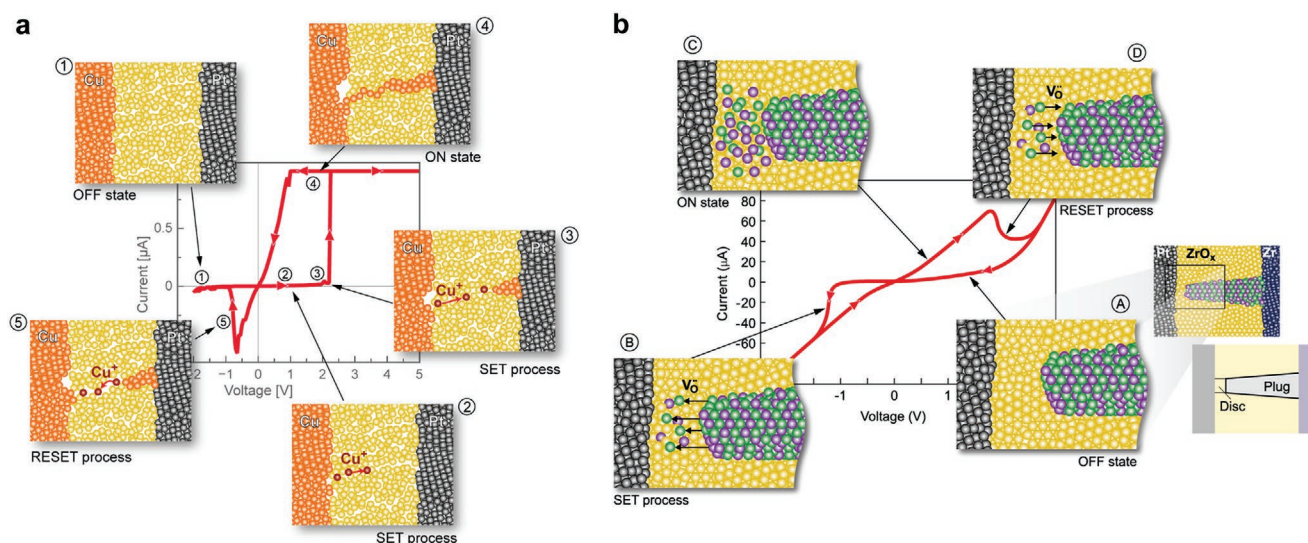 a
①
Cu
Pt
OFF state
④
Cu
Pt
ON state
Current [μA]
0.5
0
2
1
0
1
2
3
4
5
Voltage [V]
①
②
③
④
⑤
③
Cu⁺
SET process
⑤
Cu
Pt
Cu⁺
RESET process
②
Cu
Pt
Cu⁺
SET process
b
Ⓒ
ON state
Ⓓ
V̈o
RESET process
Current (μA)
80
60
40
20
0
-20
-40
-60
-1
0
1
Voltage (V)
Ⓑ
V̈o
SET process
Ⓐ
OFF state
ZrOₓ
Zr
Plug
Disc